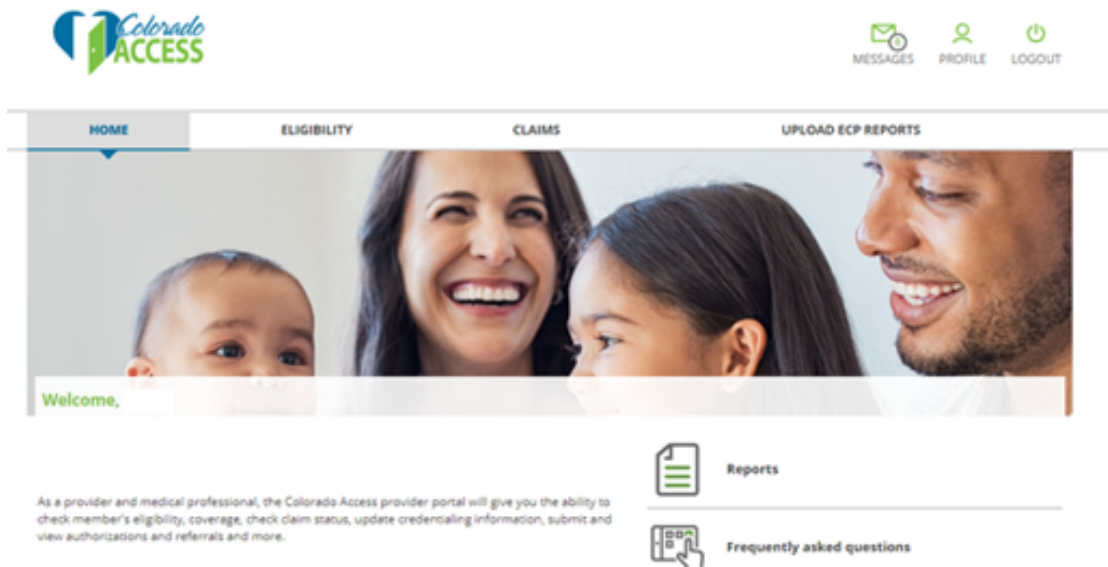 Colorado
ACCESS
MESSAGES PROFILE LOGOUT
HOME ELIGIBILITY CLAIMS UPLOAD ECP REPORTS
Welcome,
Reports
As a provider and medical professional, the Colorado Access provider portal will give you the ability to
check member's eligibility, coverage, check claim status, update credentialing information, submit and
view authorizations and referrals and more.
Frequently asked questions